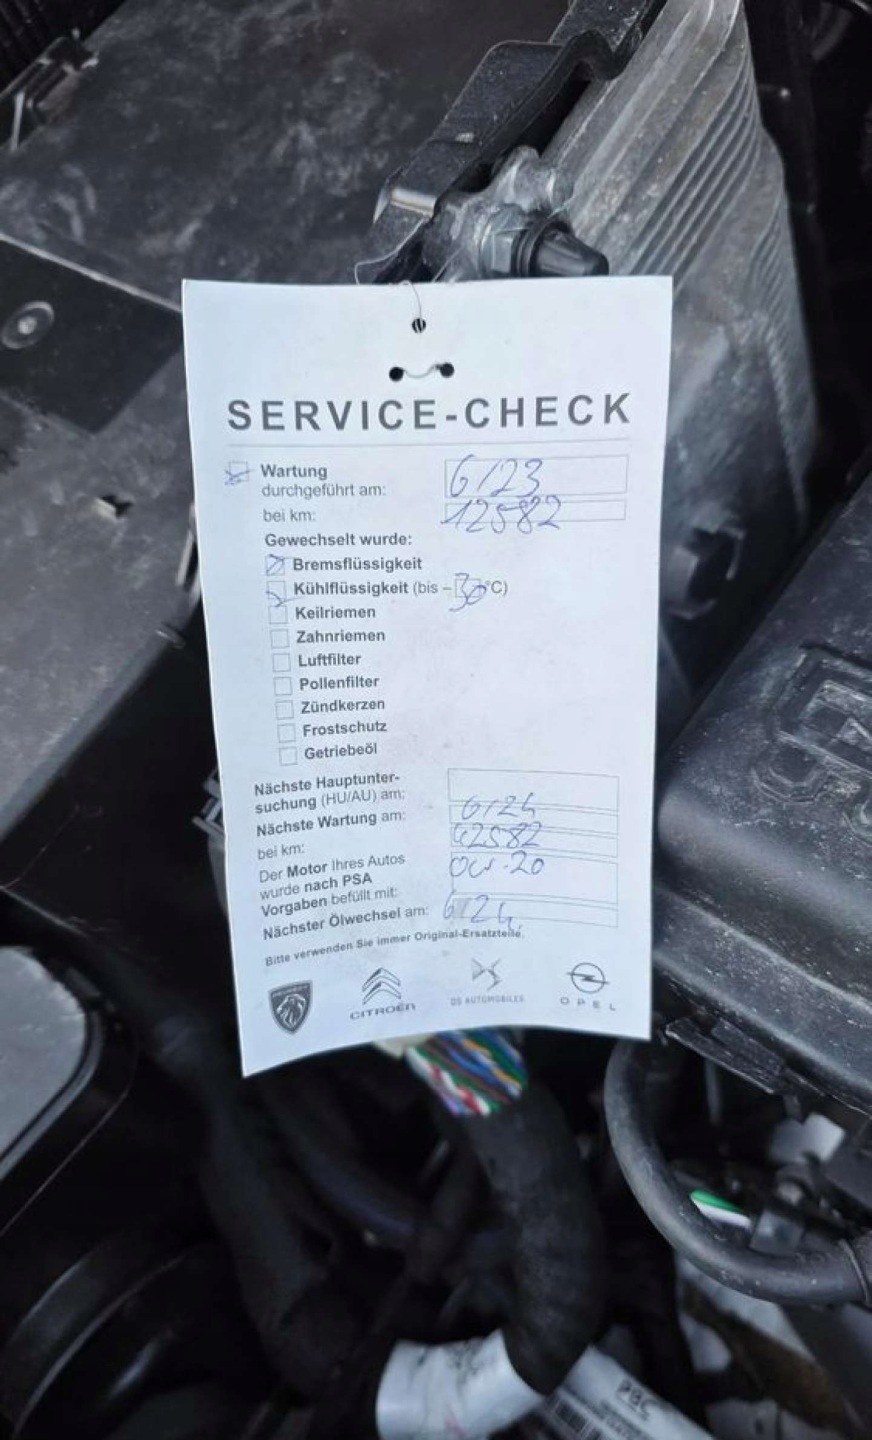 SERVICE-CHECK
Wartung
durchgeführt am: 6/23
bei km: 12582
Gewechselt wurde:
Bremsflüssigkeit
Kühlflüssigkeit (bis -30°C)
Keilriemen
Zahnriemen
Luftfilter
Pollenfilter
Zündkerzen
Frostschutz
Getriebeöl
Nächste Hauptunter-
suchung (HU/AU) am:
Nächste Wartung am: 6/24
bei km: 42582
Der Motor Ihres Autos
wurde nach PSA
Vorgaben befüllt mit: 0W-20
Nächster Ölwechsel am: 6/24
Bitte verwenden Sie immer Original-Ersatzteile.
CITROËN
DS AUTOMOBILES
OPEL